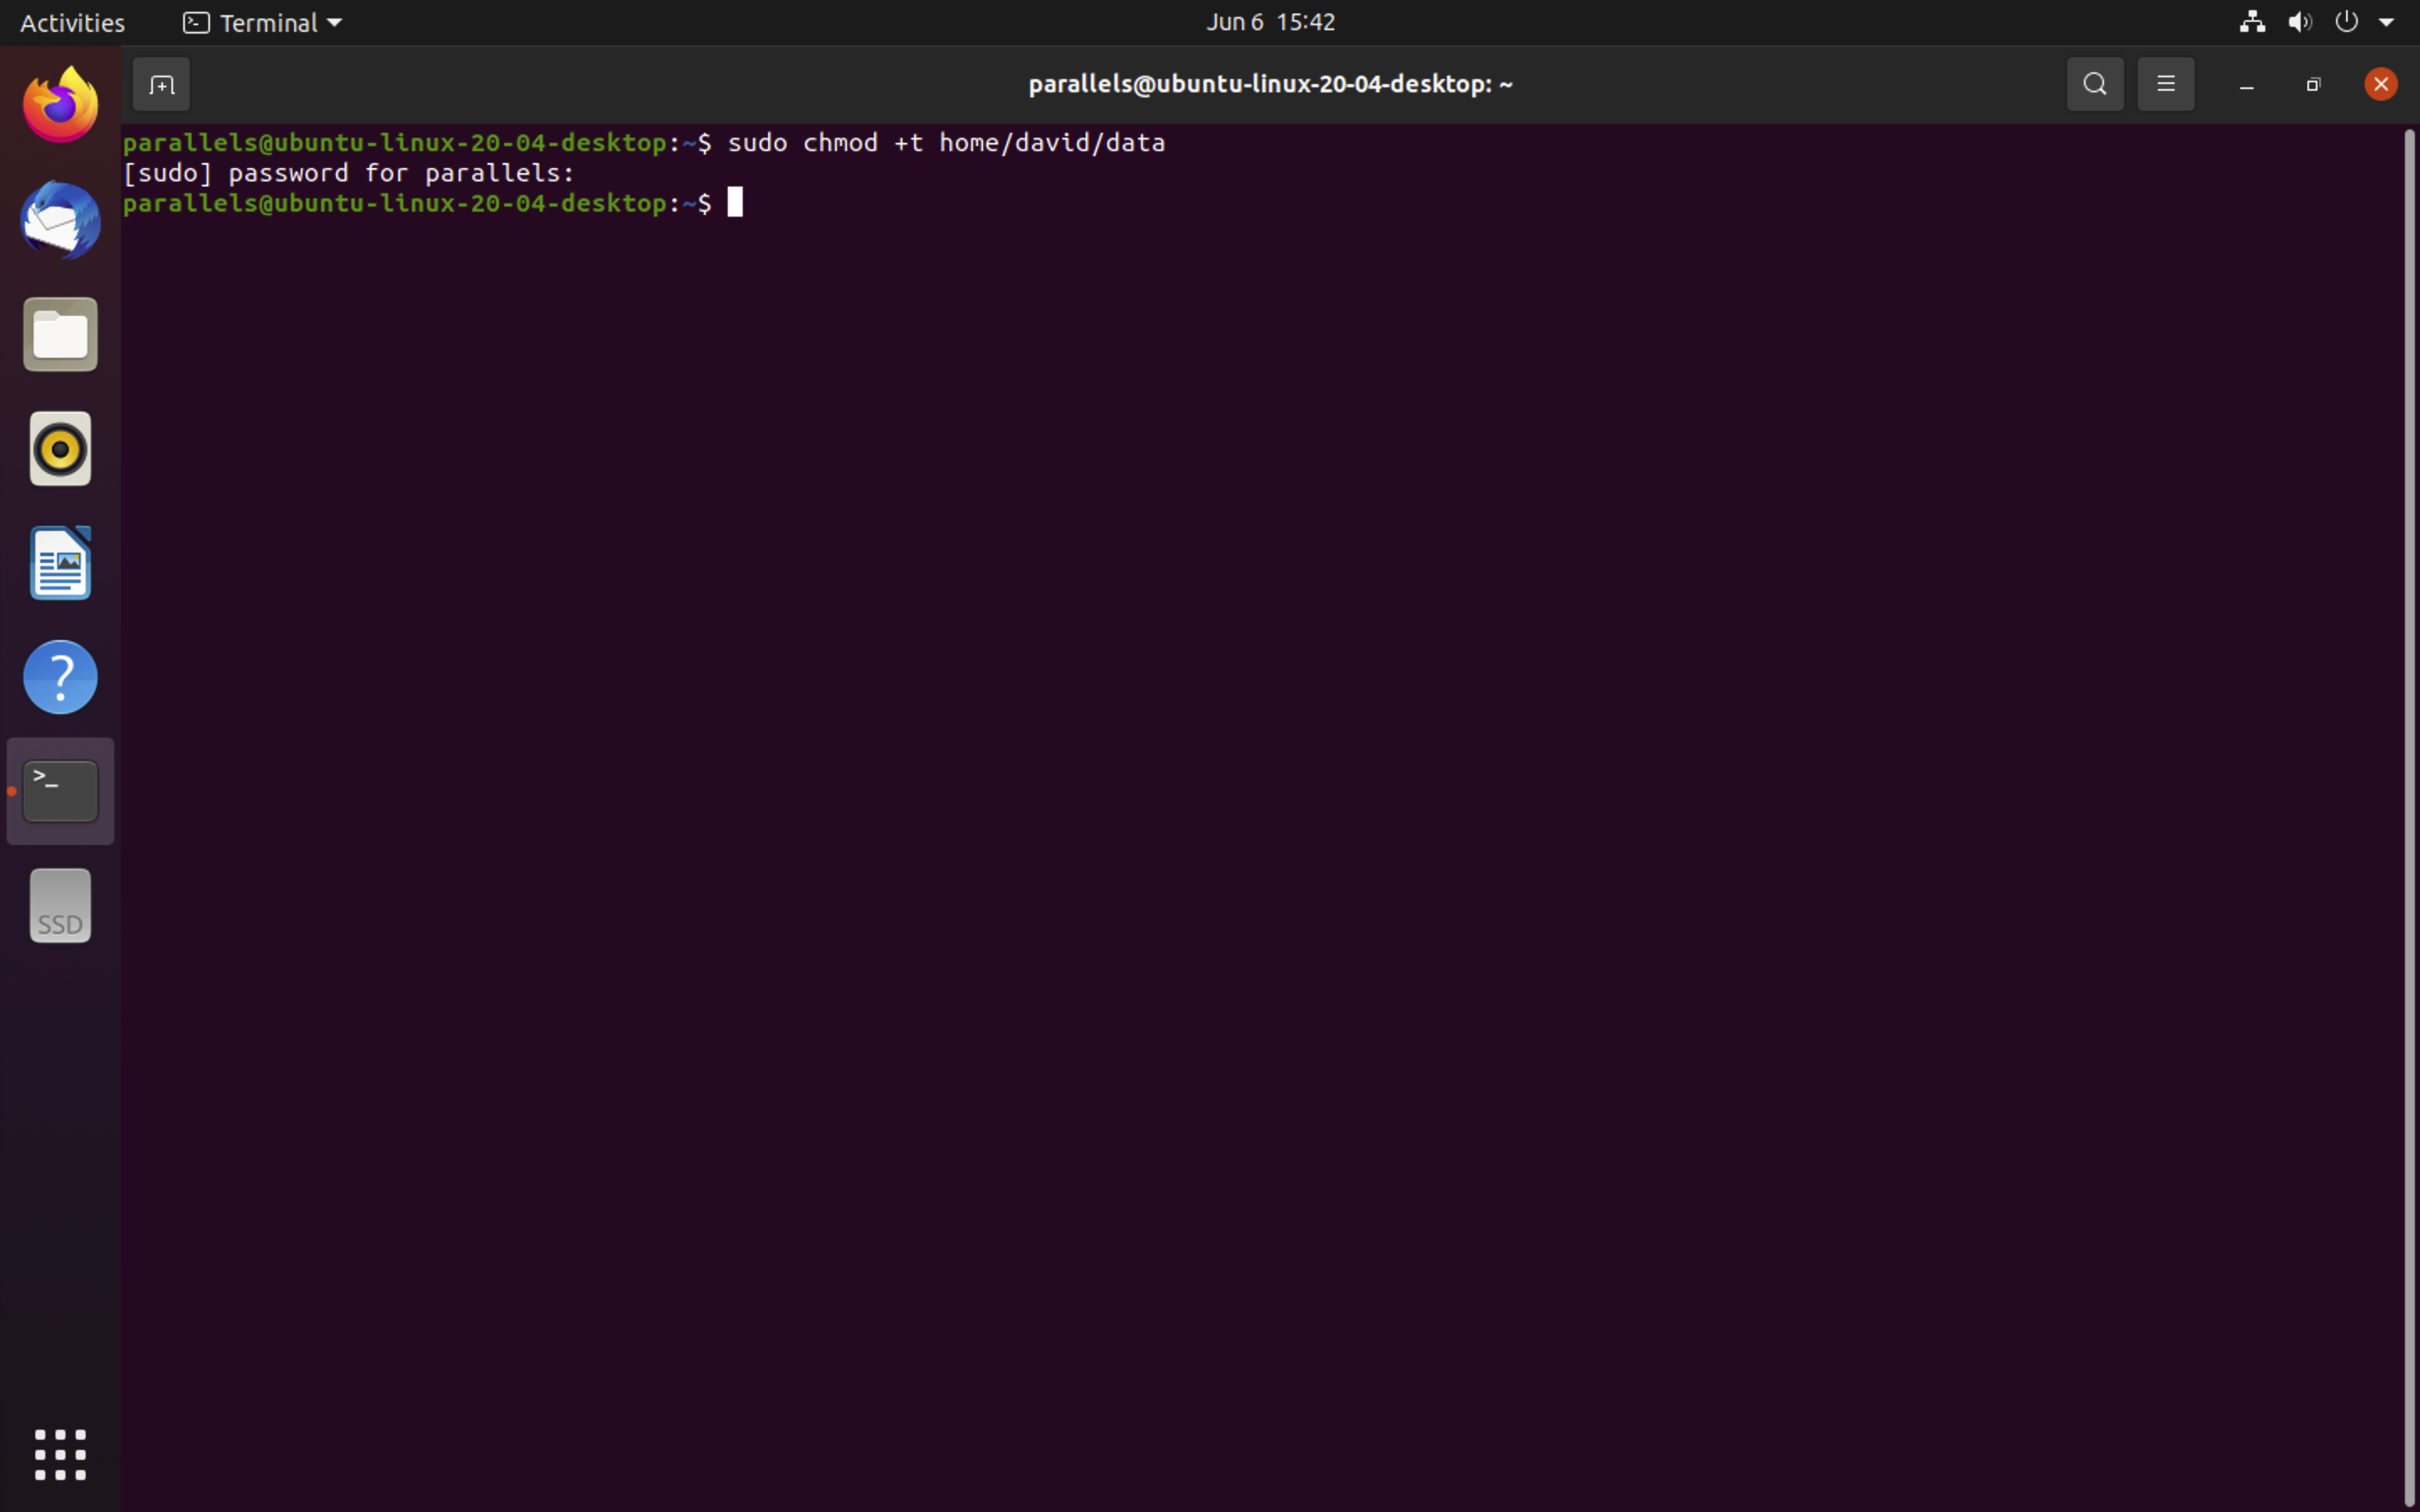 Activities
Terminal
Jun 6 15:42
parallels@ubuntu-linux-20-04-desktop: ~
parallels@ubuntu-linux-20-04-desktop:~$ sudo chmod +t home/david/data
[sudo] password for parallels:
parallels@ubuntu-linux-20-04-desktop:~$
?
>_
SSD